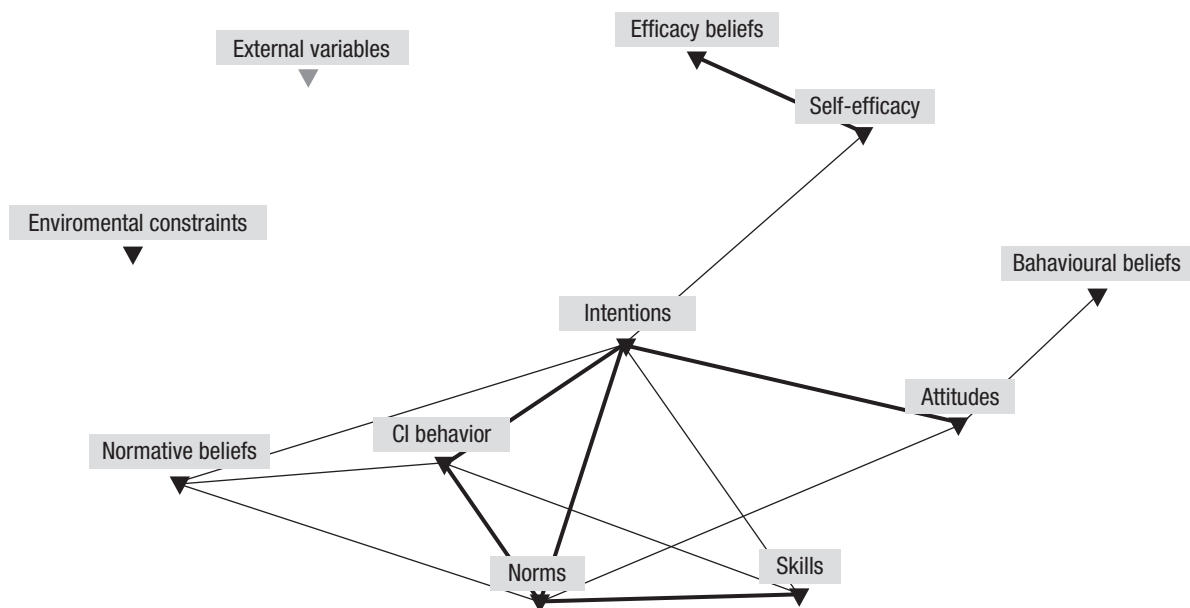 Efficacy beliefs
External variables
Self-efficacy
Enviromental constraints
Bahavioural beliefs
Intentions
Attitudes
CI behavior
Normative beliefs
Skills
Norms